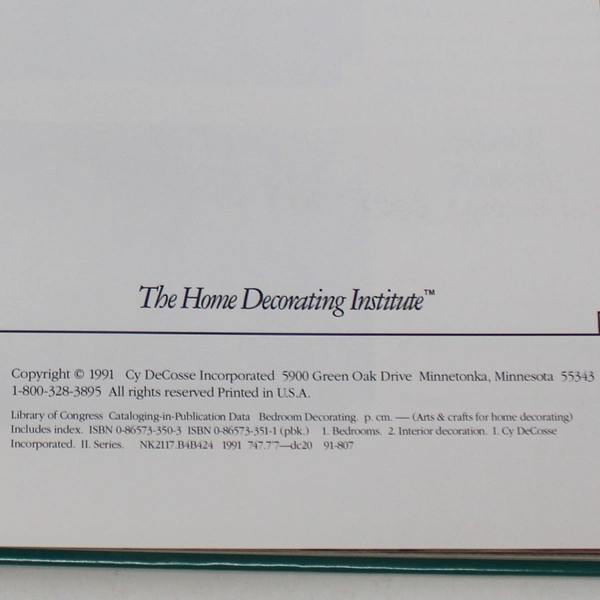 The Home Decorating Institute™
Copyright © 1991 Cy DeCosse Incorporated 5900 Green Oak Drive Minnetonka, Minnesota 55343
1-800-328-3895 All rights reserved Printed in U.S.A.
Library of Congress Cataloging-in-Publication Data Bedroom Decorating. p. cm. — (Arts & crafts for home decorating)
Includes index. ISBN 0-86573-350-3 ISBN 0-86573-351-1 (pbk.) 1. Bedrooms. 2. Interior decoration. I. Cy DeCosse
Incorporated. II. Series. NK2117.B4B424 1991 747.7'7—dc20 91-807